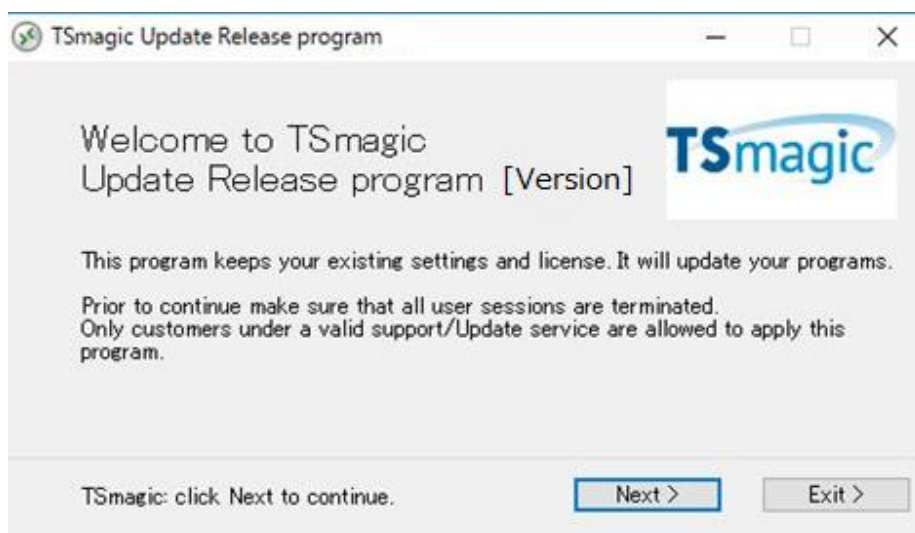 TSmagic Update Release program
Welcome to TSmagic
Update Release program [Version]
TSmagic
This program keeps your existing settings and license. It will update your programs.
Prior to continue make sure that all user sessions are terminated.
Only customers under a valid support/Update service are allowed to apply this
program.
TSmagic: click Next to continue.
Next >
Exit >